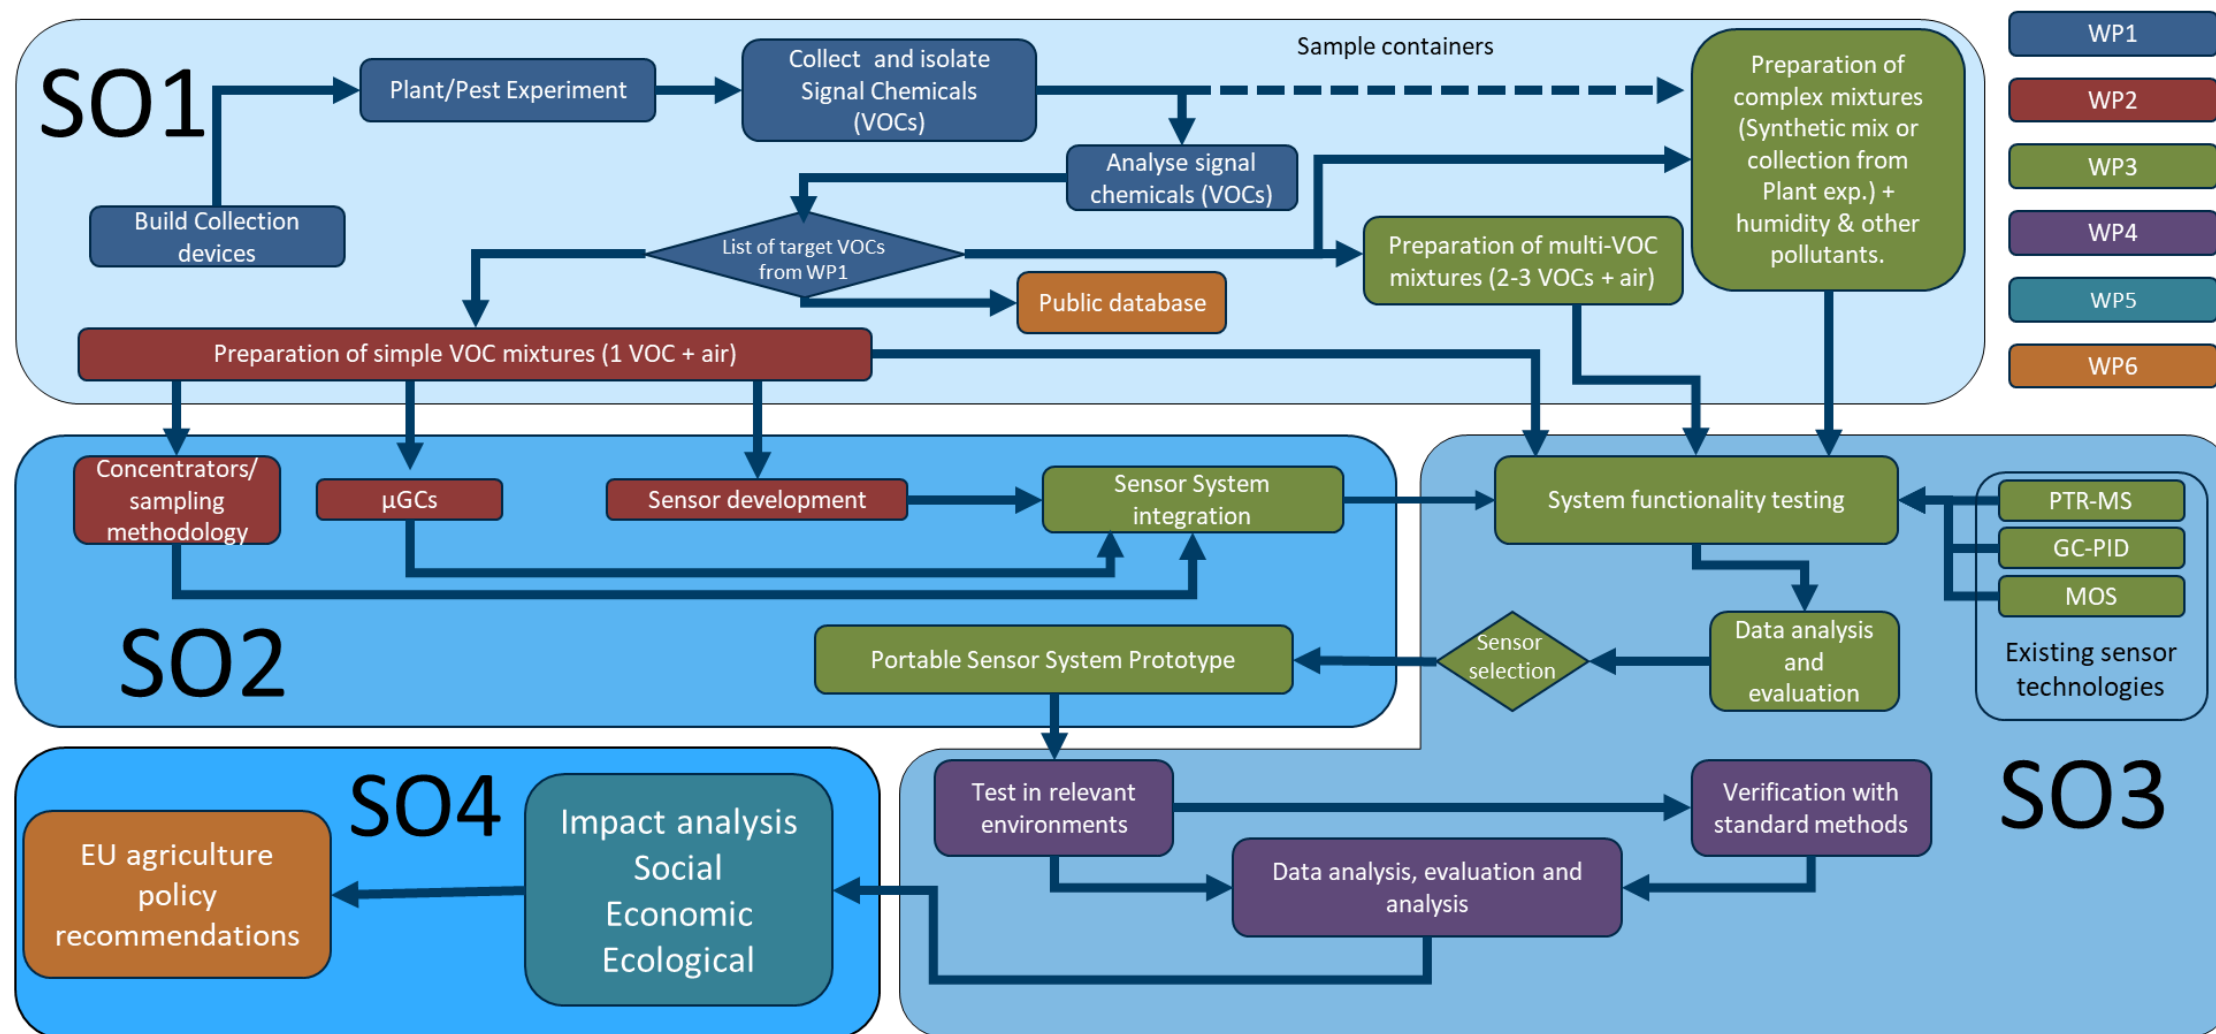 SO1
Build Collection
devices
Plant/Pest Experiment
Collect and isolate
Signal Chemicals
(VOCs)
Sample containers
Analyse signal
chemicals (VOCs)
List of target VOCs
from WP1
Public database
Preparation of multi-VOC
mixtures (2-3 VOCs + air)
Preparation of
complex mixtures
(Synthetic mix or
collection from
Plant exp.) +
humidity & other
pollutants.
Preparation of simple VOC mixtures (1 VOC + air)
WP1
WP2
WP3
WP4
WP5
WP6
Concentrators/
sampling
methodology
µGCs
Sensor development
Sensor System
integration
SO2
Portable Sensor System Prototype
System functionality testing
PTR-MS
GC-PID
MOS
Existing sensor
technologies
Data analysis
and
evaluation
Sensor
selection
SO3
Test in relevant
environments
Verification with
standard methods
Data analysis, evaluation and
analysis
SO4
Impact analysis
Social
Economic
Ecological
EU agriculture
policy
recommendations